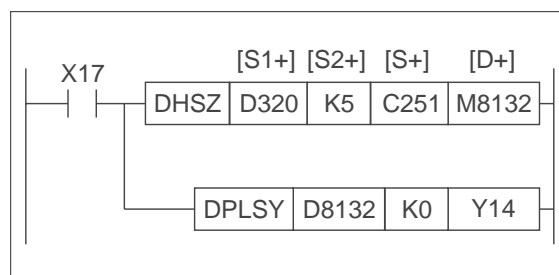 [S1+] [S2+] [S+] [D+]
X17
DHSZ D320 K5 C251 M8132
DPLSY D8132 K0 Y14